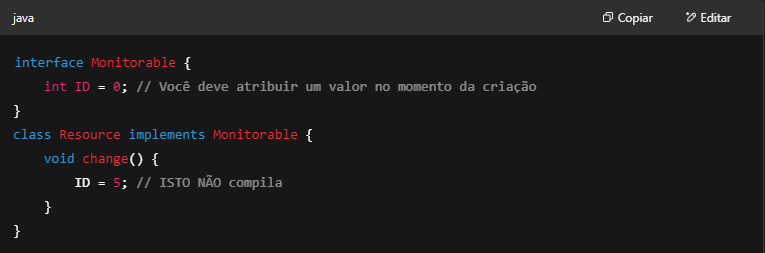 java Copiar Editar
interface Monitorable {
int ID = 0; // Você deve atribuir um valor no momento da criação
}
class Resource implements Monitorable {
void change() {
ID = 5; // ISTO NÃO compila
}
}